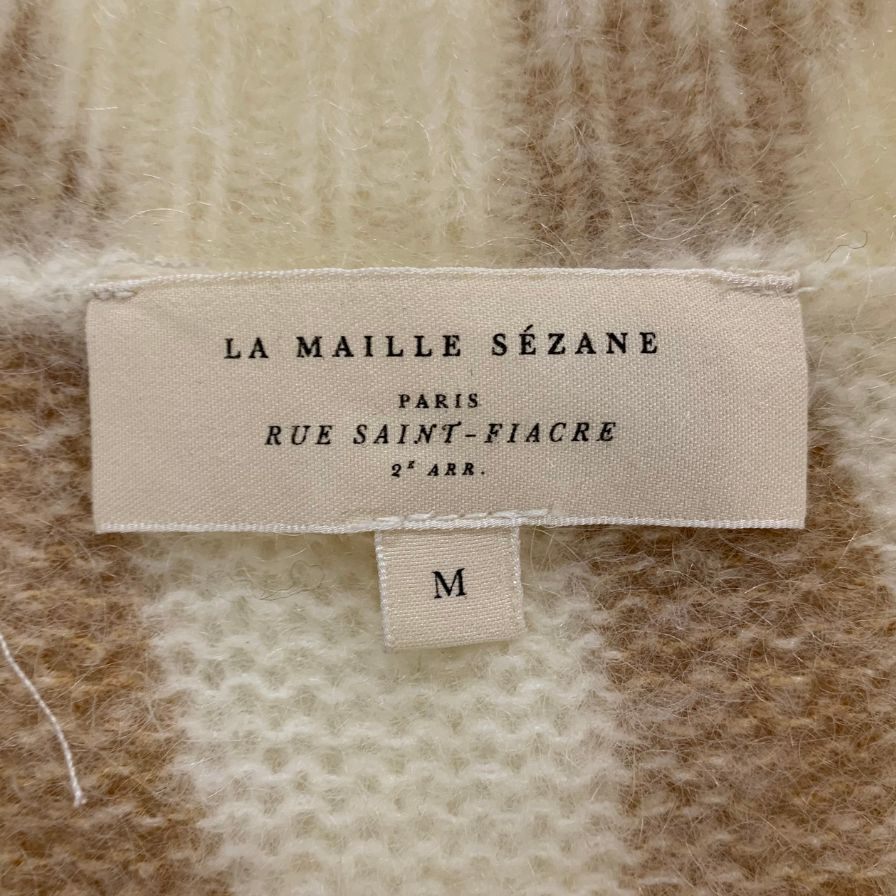 LA MAILLE SÉZANE
PARIS
RUE SAINT-FIACRE
2ᴱ ARR.
M